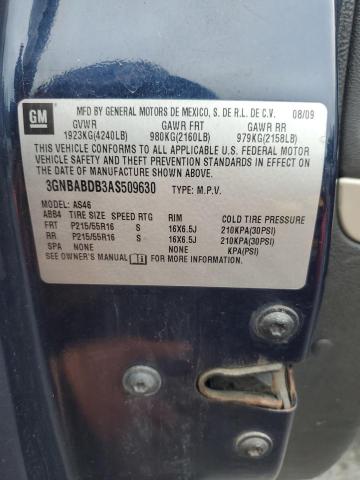 GM
MFD BY GENERAL MOTORS DE MEXICO, S. DE R.L. DE C.V. 08/09
GVWR GAWR FRT GAWR RR
1923KG(4240LB) 980KG(2160LB) 979KG(2158LB)
THIS VEHICLE CONFORMS TO ALL APPLICABLE U.S. FEDERAL
MOTOR VEHICLE SAFETY AND THEFT PREVENTION STANDARDS IN EFFECT ON
THE DATE OF MANUFACTURE SHOWN ABOVE.
3GNBABDB3AS509630 TYPE: M.P.V.
MODEL: AS46
ABB4 TIRE SIZE SPEED RTG RIM COLD TIRE PRESSURE
FRT P215/55R16 S 16X6.5J 210KPA(30PSI)
RR P215/55R16 S 16X6.5J 210KPA(30PSI)
SPA NONE NONE KPA(PSI)
SEE OWNER'S MANUAL FOR MORE INFORMATION.